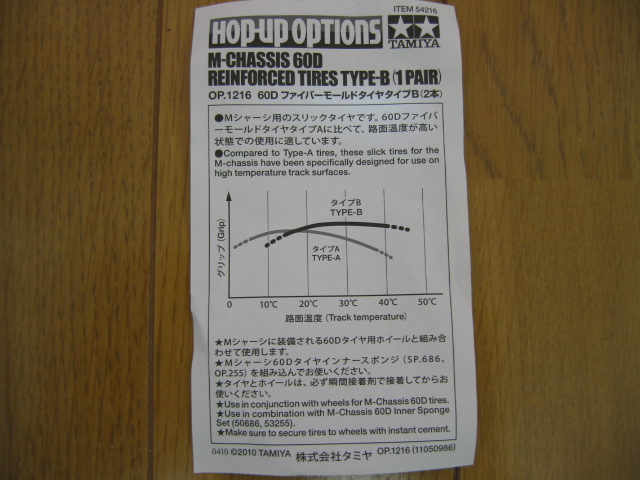 ITEM 54216
HOP-UP OPTIONS
TAMIYA
M-CHASSIS 60D
REINFORCED TIRES TYPE-B (1 PAIR)
OP.1216 60D ファイバーモールドタイヤタイプB(2本)
●Mシャーシ用のスリックタイヤです。60Dファイバ
ーモールドタイヤタイプAに比べて、路面温度が高い
状態での使用に適しています。
●Compared to Type-A tires, these slick tires for the
M-chassis have been specifically designed for use on
high temperature track surfaces.
グリップ (Grip)
タイプB
TYPE-B
タイプA
TYPE-A
0 10℃ 20℃ 30℃ 40℃ 50℃
路面温度 (Track temperature)
★Mシャーシに装備される60Dタイヤ用ホイールと組み合
わせて使用します。
★Mシャーシ60Dタイヤインナースポンジ (SP.686、
OP.255) を組み込んでお使いください。
★タイヤとホイールは、必ず瞬間接着剤で接着してからお
使いください。
★Use in conjunction with wheels for M-Chassis 60D tires.
★Use in combination with M-Chassis 60D Inner Sponge
Set (50686, 53255).
★Make sure to secure tires to wheels with instant cement.
0410 ©2010 TAMIYA 株式会社タミヤ OP.1216 (11050986)